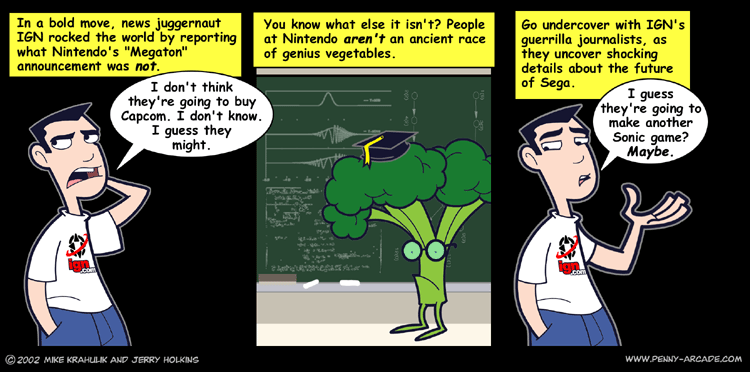 In a bold move, news juggernaut
IGN rocked the world by reporting
what Nintendo's "Megaton"
announcement was not.
I don't think
they're going to buy
Capcom. I don't know.
I guess they
might.
ign
.com
You know what else it isn't? People
at Nintendo aren't an ancient race
of genius vegetables.
Go undercover with IGN's
guerrilla journalists, as
they uncover shocking
details about the future
of Sega.
I guess
they're going to
make another
Sonic game?
Maybe.
ign
.com
©2002 MIKE KRAHULIK AND JERRY HOLKINS
WWW.PENNY-ARCADE.COM